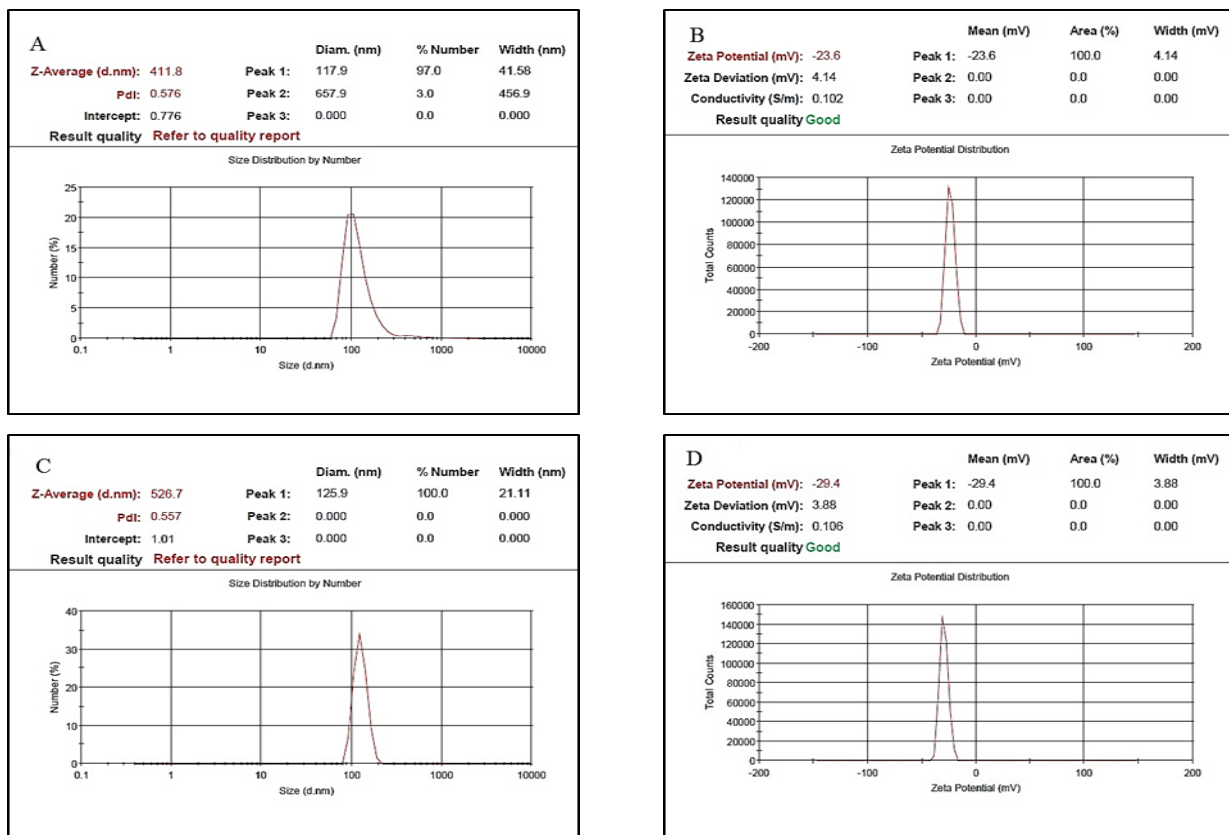 A
Diam. (nm) % Number Width (nm)
Z-Average (d.nm): 411.8 Peak 1: 117.9 97.0 41.58
PdI: 0.576 Peak 2: 657.9 3.0 456.9
Intercept: 0.776 Peak 3: 0.000 0.0 0.000
Result quality Refer to quality report
Size Distribution by Number
25
20
15
10
5
0
Number (%)
0.1 1 10 100 1000 10000
Size (d.nm)
B
Mean (mV) Area (%) Width (mV)
Zeta Potential (mV): -23.6 Peak 1: -23.6 100.0 4.14
Zeta Deviation (mV): 4.14 Peak 2: 0.00 0.0 0.00
Conductivity (S/m): 0.102 Peak 3: 0.00 0.0 0.00
Result quality Good
Zeta Potential Distribution
140000
120000
100000
80000
60000
40000
20000
0
Total Counts
-200 -100 0 100 200
Zeta Potential (mV)
C
Diam. (nm) % Number Width (nm)
Z-Average (d.nm): 526.7 Peak 1: 125.9 100.0 21.11
PdI: 0.557 Peak 2: 0.000 0.0 0.000
Intercept: 1.01 Peak 3: 0.000 0.0 0.000
Result quality Refer to quality report
Size Distribution by Number
40
30
20
10
0
Number (%)
0.1 1 10 100 1000 10000
Size (d.nm)
D
Mean (mV) Area (%) Width (mV)
Zeta Potential (mV): -29.4 Peak 1: -29.4 100.0 3.88
Zeta Deviation (mV): 3.88 Peak 2: 0.00 0.0 0.00
Conductivity (S/m): 0.106 Peak 3: 0.00 0.0 0.00
Result quality Good
Zeta Potential Distribution
160000
140000
120000
100000
80000
60000
40000
20000
0
Total Counts
-200 -100 0 100 200
Zeta Potential (mV)